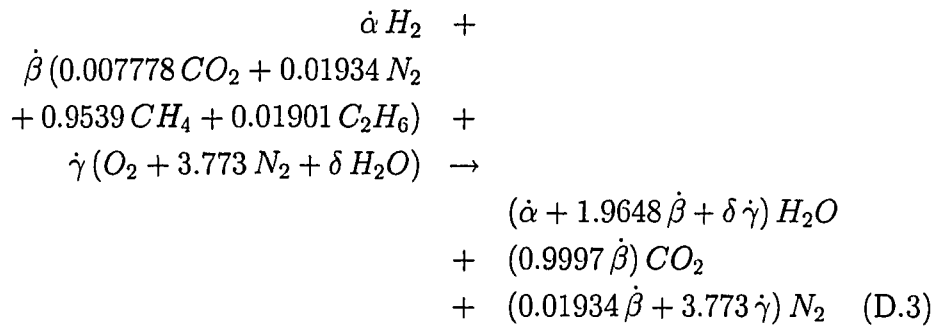 α̇ H₂ +
β̇ (0.007778 CO₂ + 0.01934 N₂
+ 0.9539 CH₄ + 0.01901 C₂H₆) +
γ̇ (O₂ + 3.773 N₂ + δ H₂O) →
(α̇ + 1.9648 β̇ + δ γ̇) H₂O
+ (0.9997 β̇) CO₂
+ (0.01934 β̇ + 3.773 γ̇) N₂ (D.3)